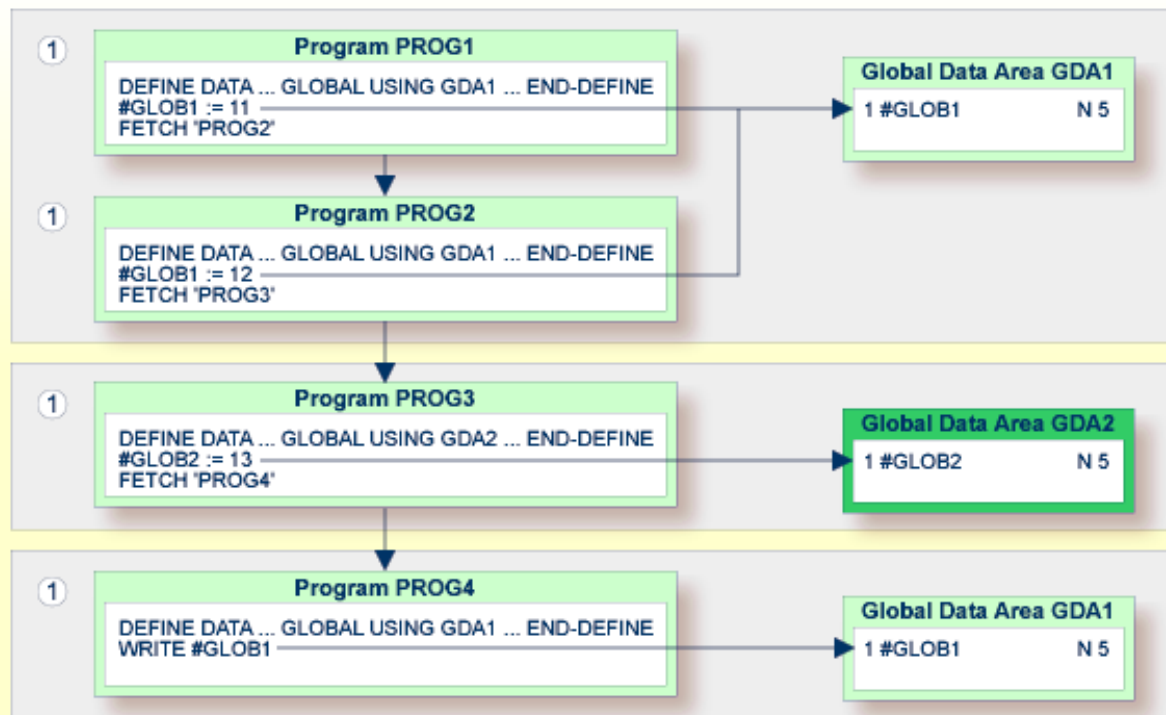 1
Program PROG1
DEFINE DATA ... GLOBAL USING GDA1 ... END-DEFINE
#GLOB1 := 11
FETCH 'PROG2'
Global Data Area GDA1
1 #GLOB1 N 5
1
Program PROG2
DEFINE DATA ... GLOBAL USING GDA1 ... END-DEFINE
#GLOB1 := 12
FETCH 'PROG3'
1
Program PROG3
DEFINE DATA ... GLOBAL USING GDA2 ... END-DEFINE
#GLOB2 := 13
FETCH 'PROG4'
Global Data Area GDA2
1 #GLOB2 N 5
1
Program PROG4
DEFINE DATA ... GLOBAL USING GDA1 ... END-DEFINE
WRITE #GLOB1
Global Data Area GDA1
1 #GLOB1 N 5